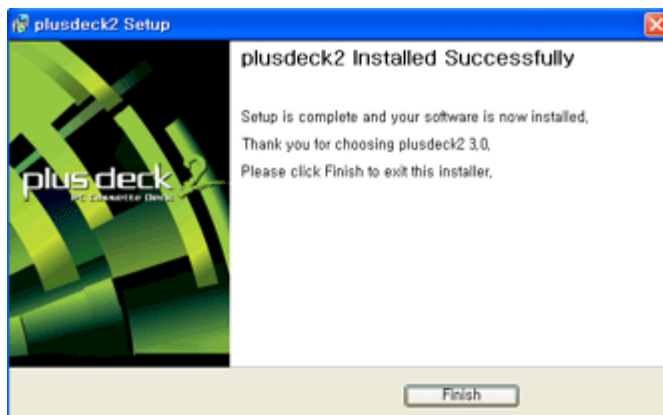 plusdeck2 Setup
plusdeck2 Installed Successfully
Setup is complete and your software is now installed.
Thank you for choosing plusdeck2 3.0.
Please click Finish to exit this installer.
plus deck 2
PC Cassette Deck
Finish